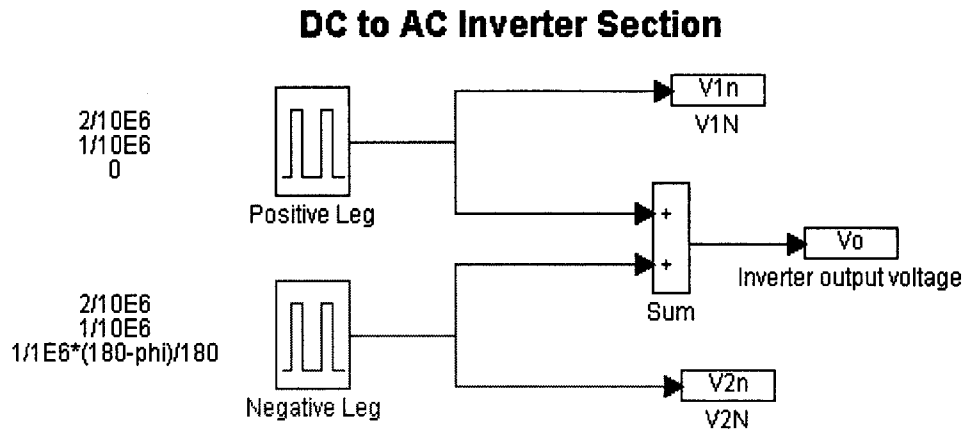 DC to AC Inverter Section
2/10E6
1/10E6
0
Positive Leg
V1n
V1N
+
+
Sum
Vo
Inverter output voltage
2/10E6
1/10E6
1/1E6*(180-phi)/180
Negative Leg
V2n
V2N